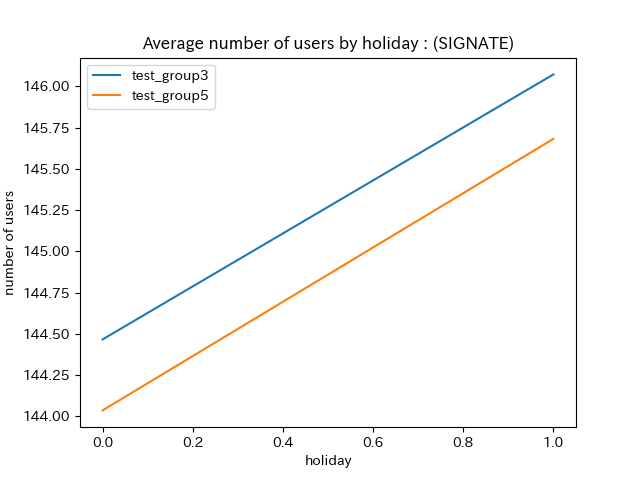 Average number of users by holiday : (SIGNATE)
test_group3
test_group5
146.00
145.75
145.50
145.25
145.00
144.75
144.50
144.25
144.00
number of users
0.0 0.2 0.4 0.6 0.8 1.0
holiday